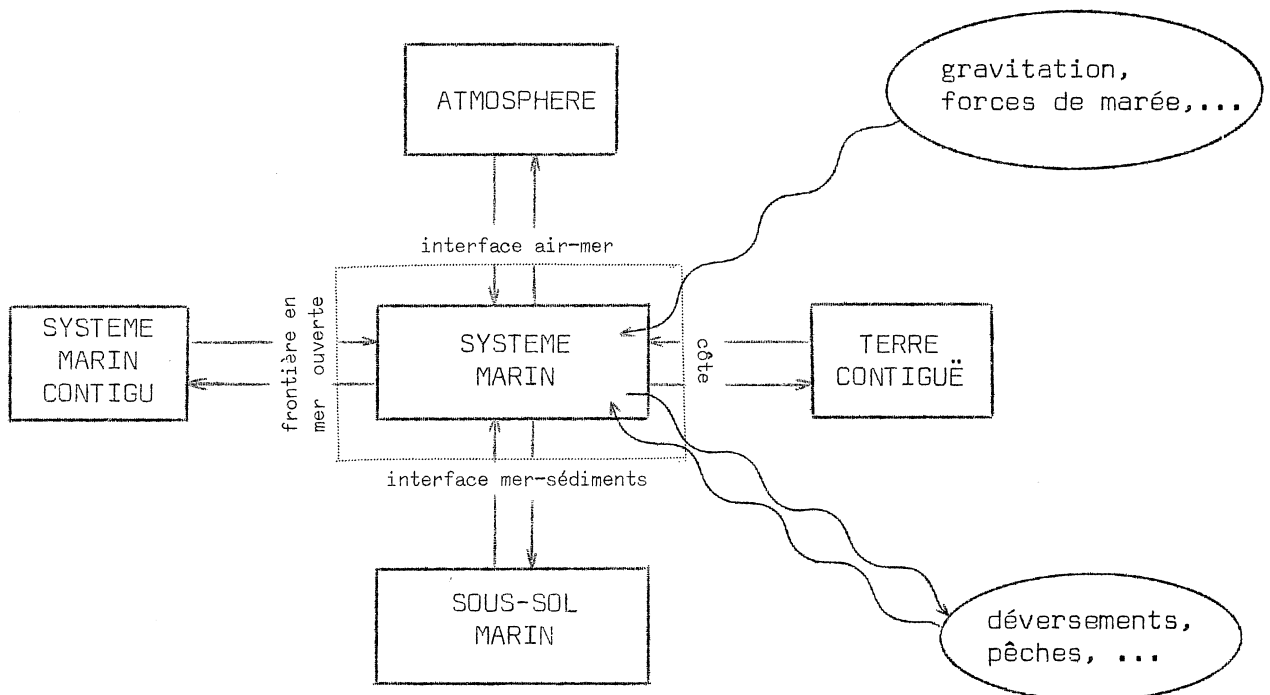 gravitation,
forces de marée,...
ATMOSPHERE
interface air-mer
SYSTEME
MARIN
CONTIGU
frontière en
mer ouverte
SYSTEME
MARIN
côte
TERRE
CONTIGUË
interface mer-sédiments
SOUS-SOL
MARIN
déversements,
pêches, ...